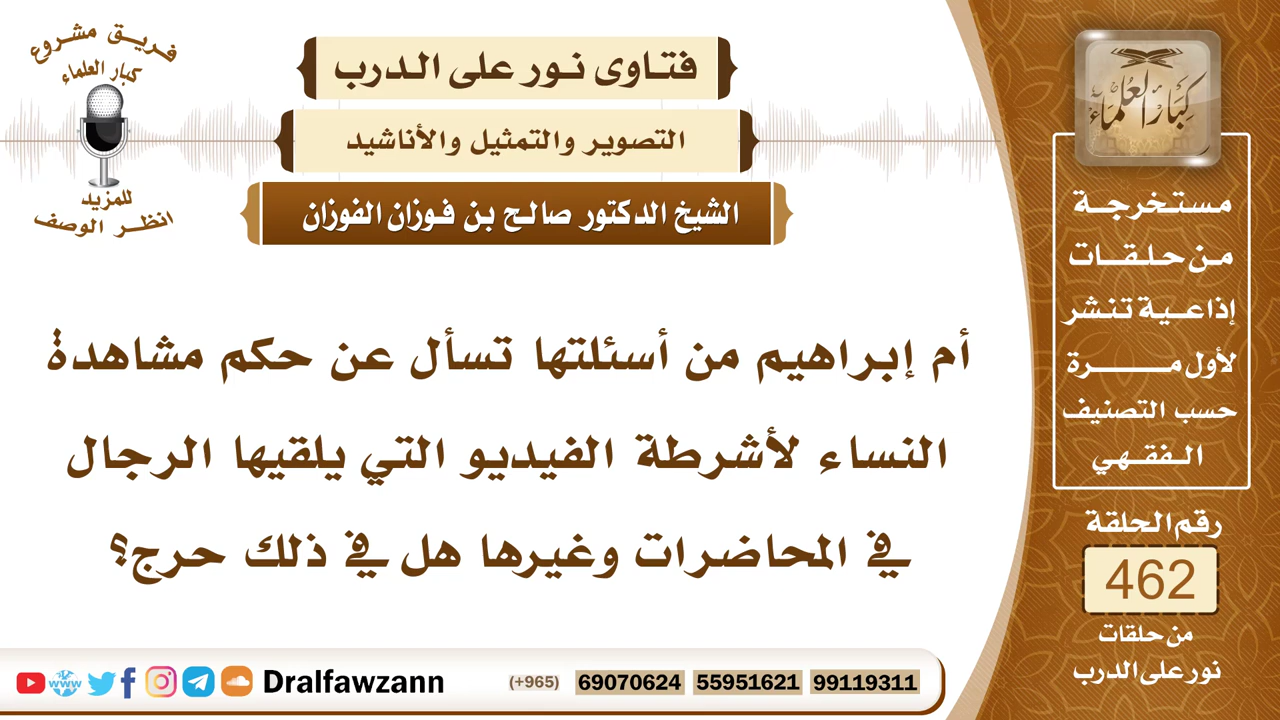 فريق مشروع
كبار العلماء
للمزيد
انظر الوصف
فتاوى نور على الدرب
التصوير والتمثيل والأناشيد
الشيخ الدكتور صالح بن فوزان الفوزان
أم إبراهيم من أسئلتها تسأل عن حكم مشاهدة
النساء لأشرطة الفيديو التي يلقيها الرجال
في المحاضرات وغيرها هل في ذلك حرج؟
كبار العلماء
مستخرجة
من حلقات
إذاعية تنشر
لأول مرة
حسب التصنيف
الفقهي
رقم الحلقة
462
من حلقات
نور على الدرب
www Dralfawzann (+965) 69070624 55951621 99119311